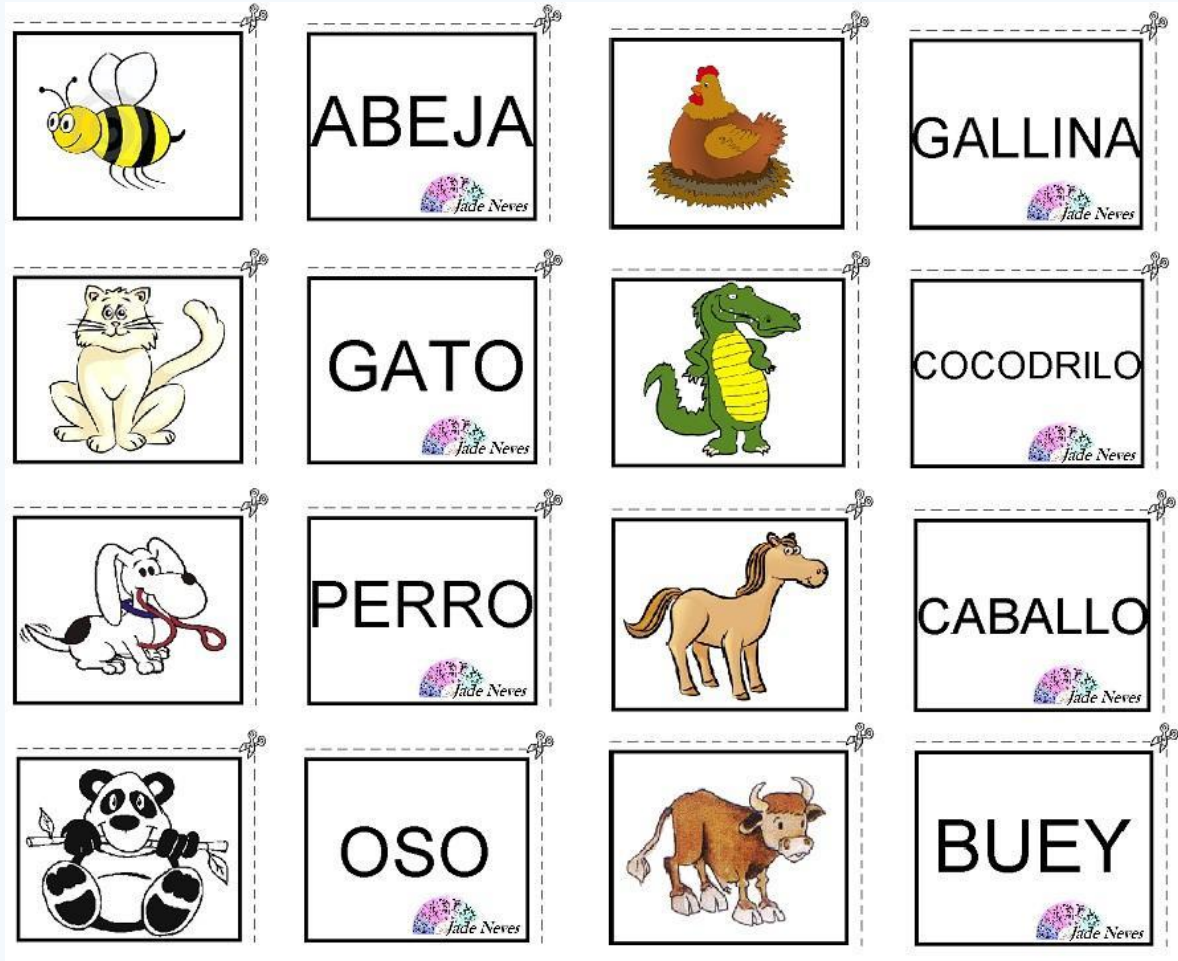 ABEJA
Jade Neves
GALLINA
Jade Neves
GATO
Jade Neves
COCODRILO
Jade Neves
PERRO
Jade Neves
CABALLO
Jade Neves
OSO
Jade Neves
BUEY
Jade Neves